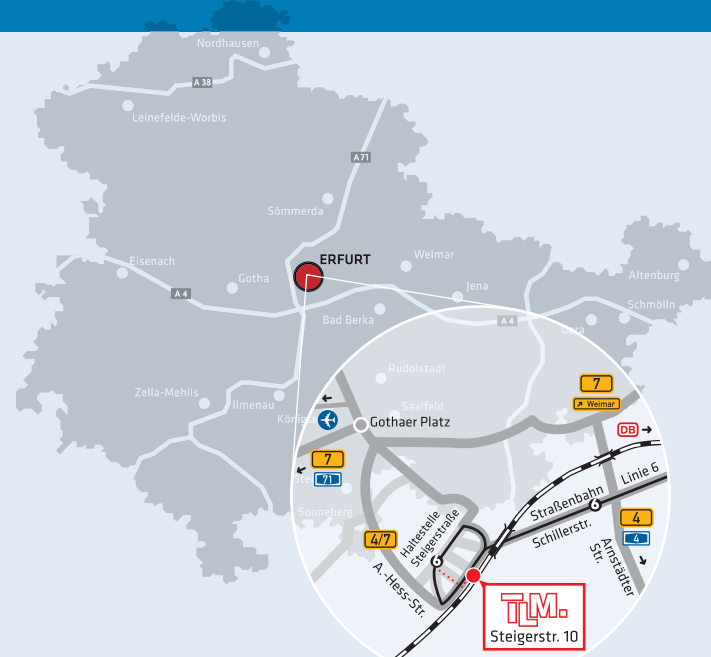 Nordhausen
A 38
Leinefelde-Worbis
A 71
Sömmerda
ERFURT
Weimar
Eisenach
Gotha
Altenburg
Jena
A 4
Schmölln
Bad Berka
A 4
Gera
Rudolstadt
7
Zella-Mehlis
Weimar
Ilmenau
Saalfeld
Gothaer Platz
DB
7
71
Linie 6
Straßenbahn
6
Sonneberg
4
Schillerstr.
4/7
4
Haltestelle
Steigerstraße
6
Arnstädter
Str.
A.-Hess-Str.
TLM.
Steigerstr. 10